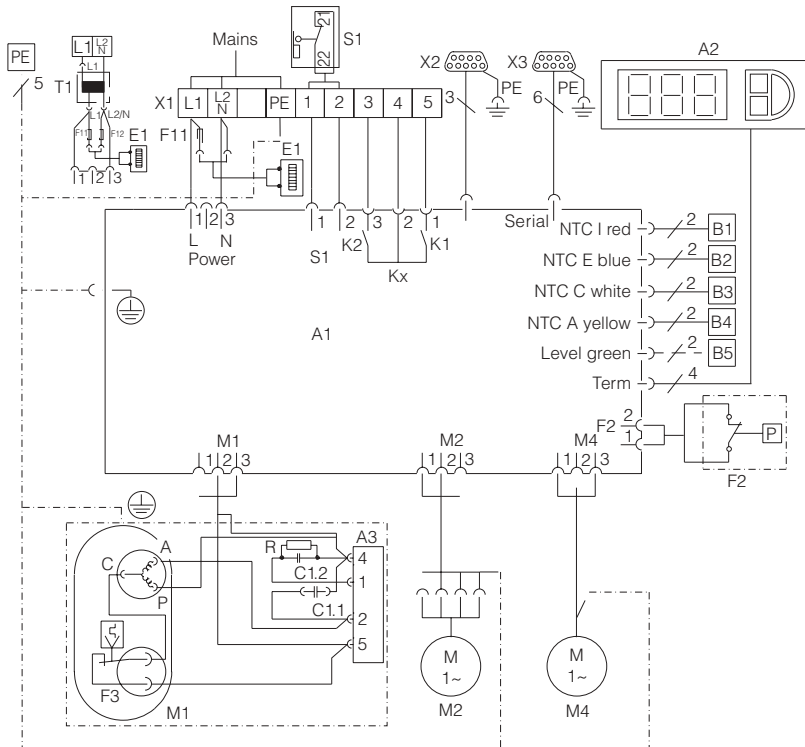 PE
5
L1 L2 N
L1
T1
L1 L2/N
F11 F12
E1
1 2 3
Mains
21
22
S1
X1 L1 L2 N PE 1 2 3 4 5
F11
E1
X2
PE
3
X3
PE
6
A2
1 2 3
L N
Power
1 2
S1
3 2 1
K2 K1
Kx
Serial
A1
NTC I red 2 B1
NTC E blue 2 B2
NTC C white 2 B3
NTC A yellow 2 B4
Level green 2 B5
Term 4
F2 2
1
P
F2
M1
1 2 3
M2
1 2 3
M4
1 2 3
A3
R
4
C1.2
1
C1.1
2
5
A
C
P
F3
M1
M
1~
M2
M
1~
M4